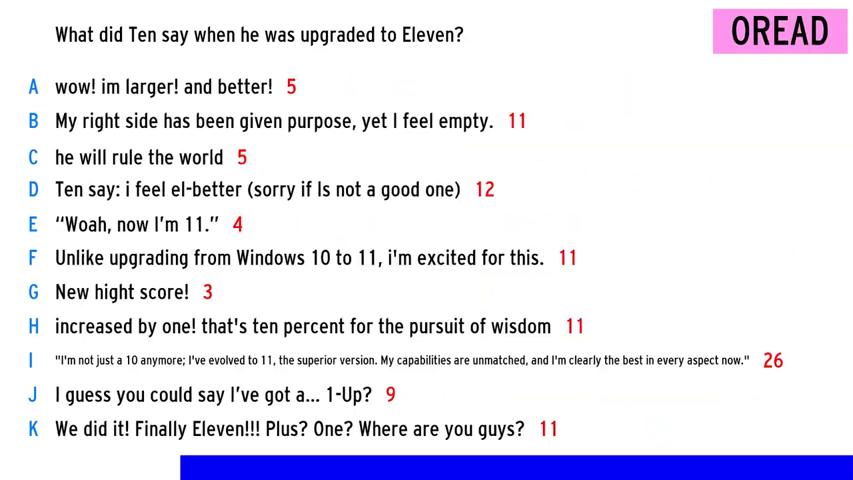 What did Ten say when he was upgraded to Eleven?
OREAD
A wow! im larger! and better! 5
B My right side has been given purpose, yet I feel empty. 11
C he will rule the world 5
D Ten say: i feel el-better (sorry if Is not a good one) 12
E “Woah, now I’m 11.” 4
F Unlike upgrading from Windows 10 to 11, i'm excited for this. 11
G New hight score! 3
H increased by one! that's ten percent for the pursuit of wisdom 11
I "I'm not just a 10 anymore; I've evolved to 11, the superior version. My capabilities are unmatched, and I'm clearly the best in every aspect now." 26
J I guess you could say I’ve got a... 1-Up? 9
K We did it! Finally Eleven!!! Plus? One? Where are you guys? 11